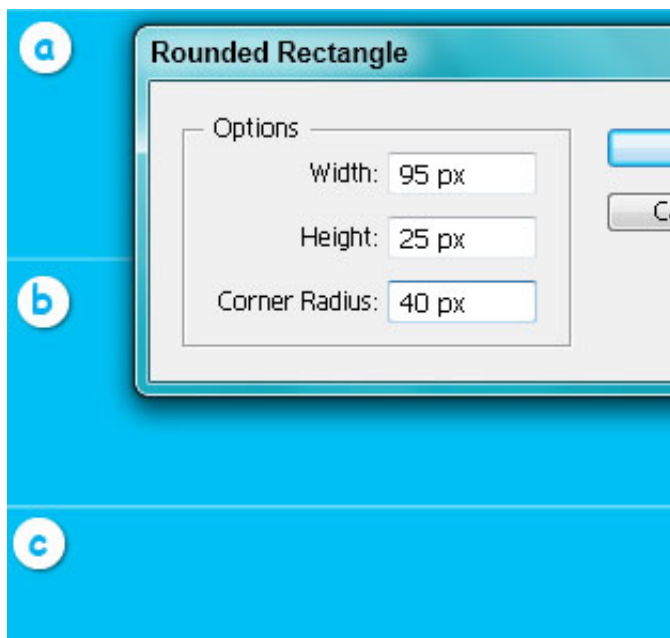 a
Rounded Rectangle
Options
Width: 95 px
Height: 25 px
Corner Radius: 40 px
b
c